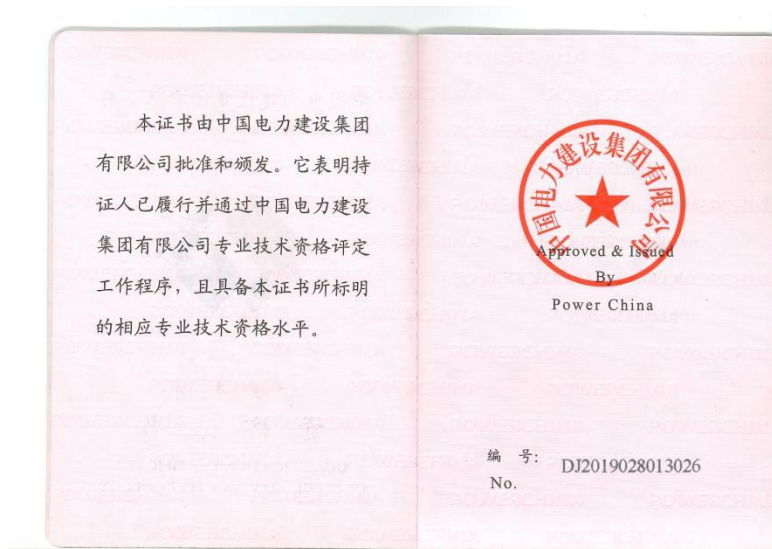 本证书由中国电力建设集团
有限公司批准和颁发。它表明持
证人已履行并通过中国电力建设
集团有限公司专业技术资格评定
工作程序，且具备本证书所标明
的相应专业技术资格水平。
中国电力建设集团有限公司
Approved & Issued
By
Power China
编 号:
DJ2019028013026
No.